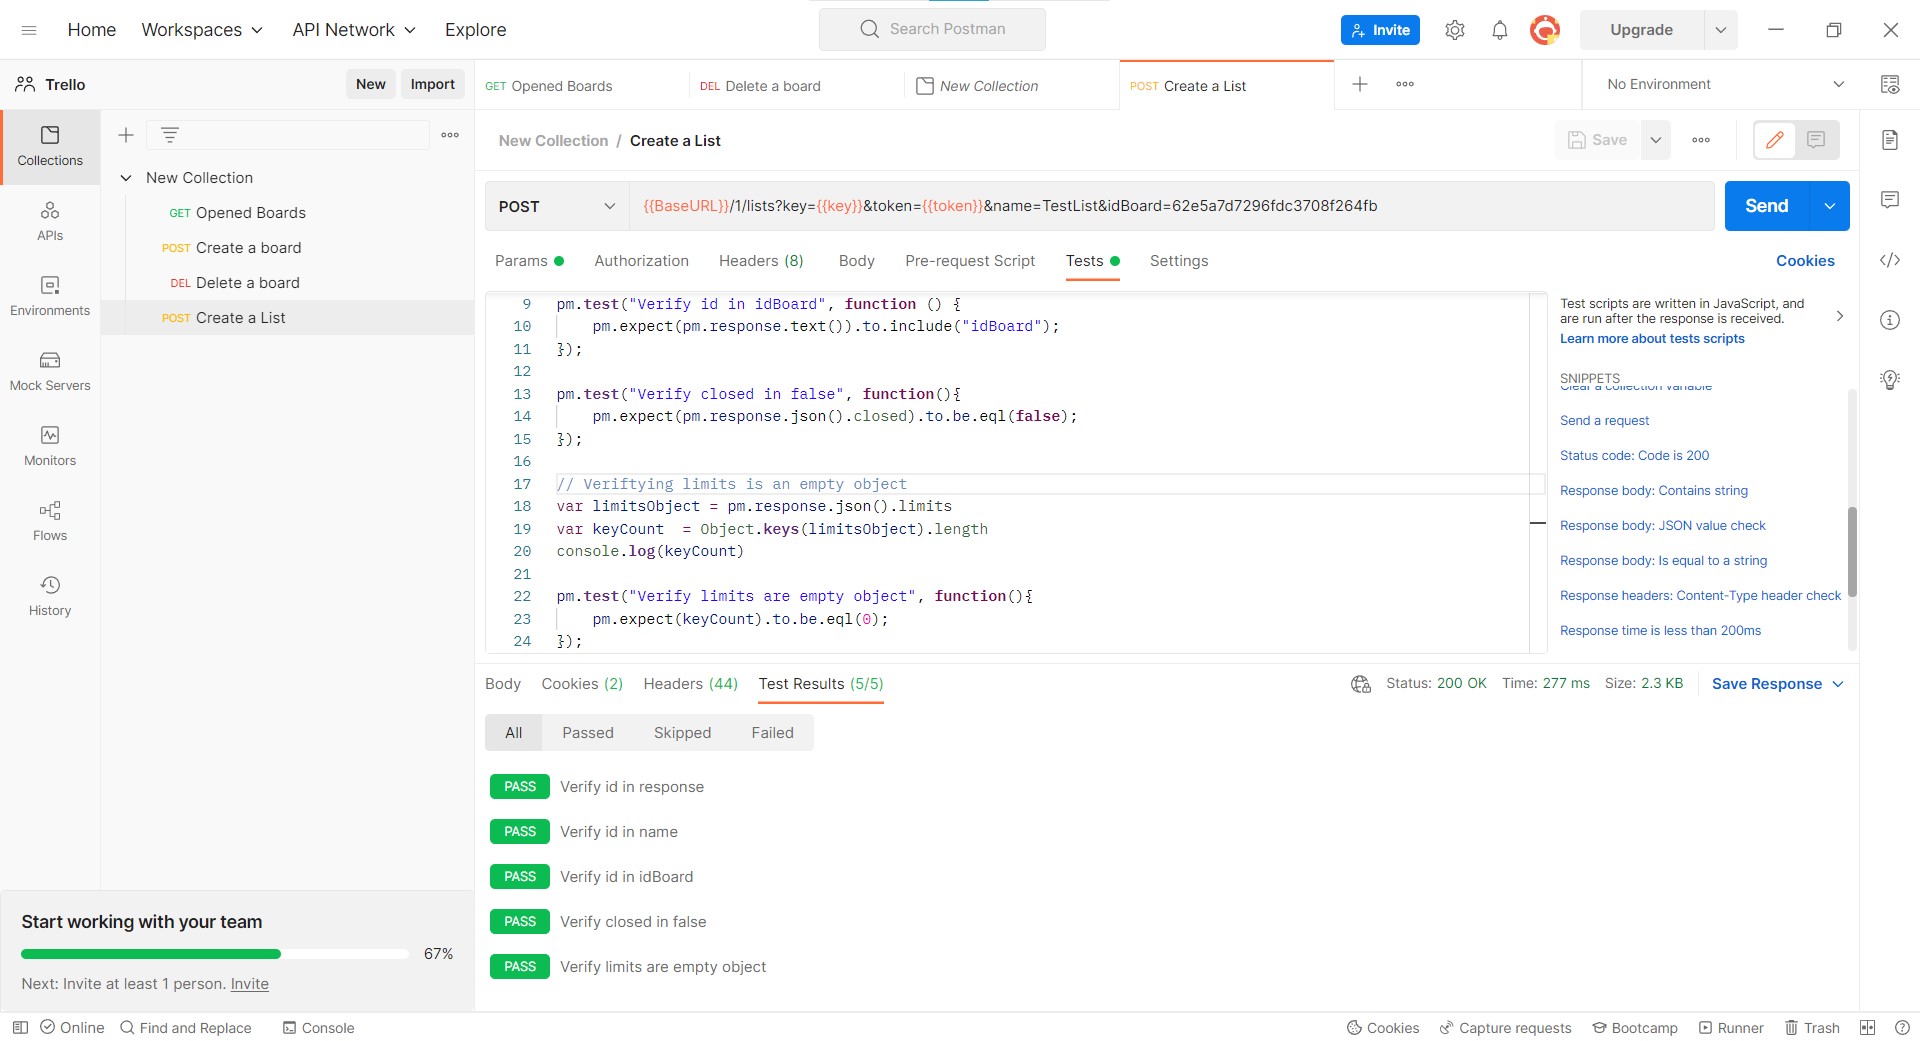 Home
Workspaces
API Network
Explore
Search Postman
Invite
Upgrade
Trello
New
Import
GET Opened Boards
DEL Delete a board
New Collection
POST Create a List
No Environment
Collections
APIs
Environments
Mock Servers
Monitors
Flows
History
New Collection
GET Opened Boards
POST Create a board
DEL Delete a board
POST Create a List
New Collection / Create a List
Save
POST
{{BaseURL}}/1/lists?key={{key}}&token={{token}}&name=TestList&idBoard=62e5a7d7296fdc3708f264fb
Send
Params
Authorization
Headers (8)
Body
Pre-request Script
Tests
Settings
Cookies
9 pm.test("Verify id in idBoard", function () {
10 pm.expect(pm.response.text()).to.include("idBoard");
11 });
12
13 pm.test("Verify closed in false", function(){
14 pm.expect(pm.response.json().closed).to.be.eql(false);
15 });
16
17 // Veriftying limits is an empty object
18 var limitsObject = pm.response.json().limits
19 var keyCount  = Object.keys(limitsObject).length
20 console.log(keyCount)
21
22 pm.test("Verify limits are empty object", function(){
23 pm.expect(keyCount).to.be.eql(0);
24 });
Test scripts are written in JavaScript, and
are run after the response is received.
Learn more about tests scripts
SNIPPETS
Clear a collection variable
Send a request
Status code: Code is 200
Response body: Contains string
Response body: JSON value check
Response body: Is equal to a string
Response headers: Content-Type header check
Response time is less than 200ms
Body
Cookies (2)
Headers (44)
Test Results (5/5)
Status: 200 OK
Time: 277 ms
Size: 2.3 KB
Save Response
All
Passed
Skipped
Failed
PASS Verify id in response
PASS Verify id in name
PASS Verify id in idBoard
PASS Verify closed in false
PASS Verify limits are empty object
Start working with your team
67%
Next: Invite at least 1 person. Invite
Online
Find and Replace
Console
Cookies
Capture requests
Bootcamp
Runner
Trash